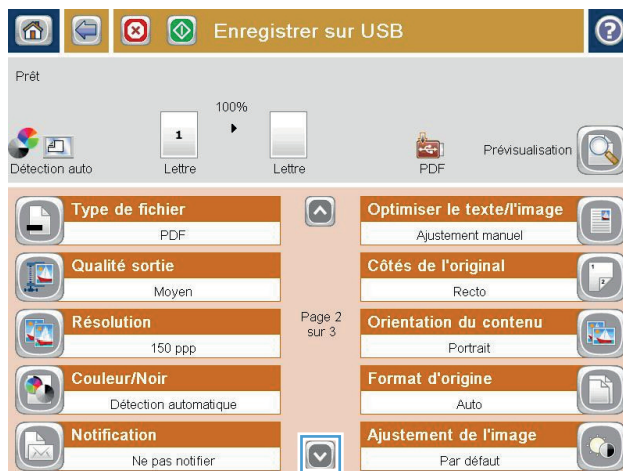 Enregistrer sur USB
?
Prêt
100%
1
Détection auto
Lettre
Lettre
PDF
Prévisualisation
Type de fichier
PDF
Qualité sortie
Moyen
Résolution
150 ppp
Couleur/Noir
Détection automatique
Notification
Ne pas notifier
Page 2
sur 3
Optimiser le texte/l'image
Ajustement manuel
Côtés de l'original
Recto
Orientation du contenu
Portrait
Format d'origine
Auto
Ajustement de l'image
Par défaut